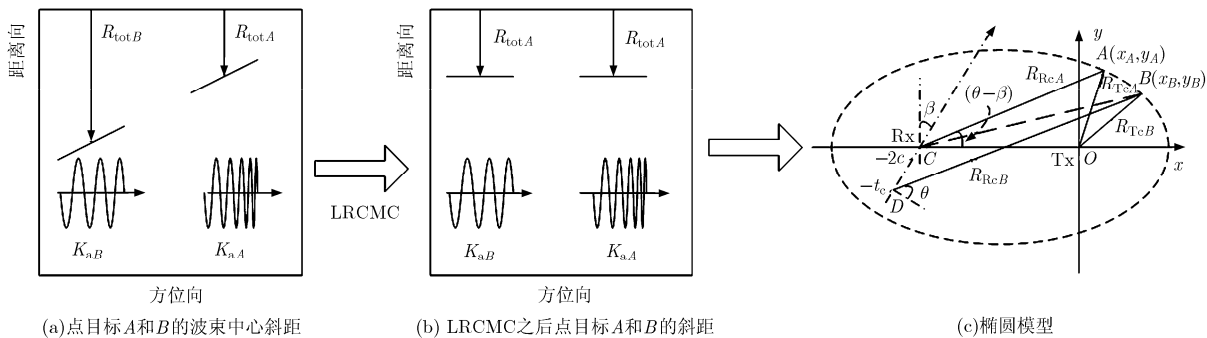 距离向
R_totB
R_totA
K_aB
K_aA
方位向
(a)点目标A和B的波束中心斜距
LRCMC
距离向
R_totA
R_totA
K_aB
K_aA
方位向
(b) LRCMC之后点目标A和B的斜距
y
A(x_A,y_A)
B(x_B,y_B)
R_RcA
R_TcA
(θ−β)
β
R_TcB
Rx
−2c
C
Tx
O
x
R_RcB
−t_c
θ
D
(c)椭圆模型